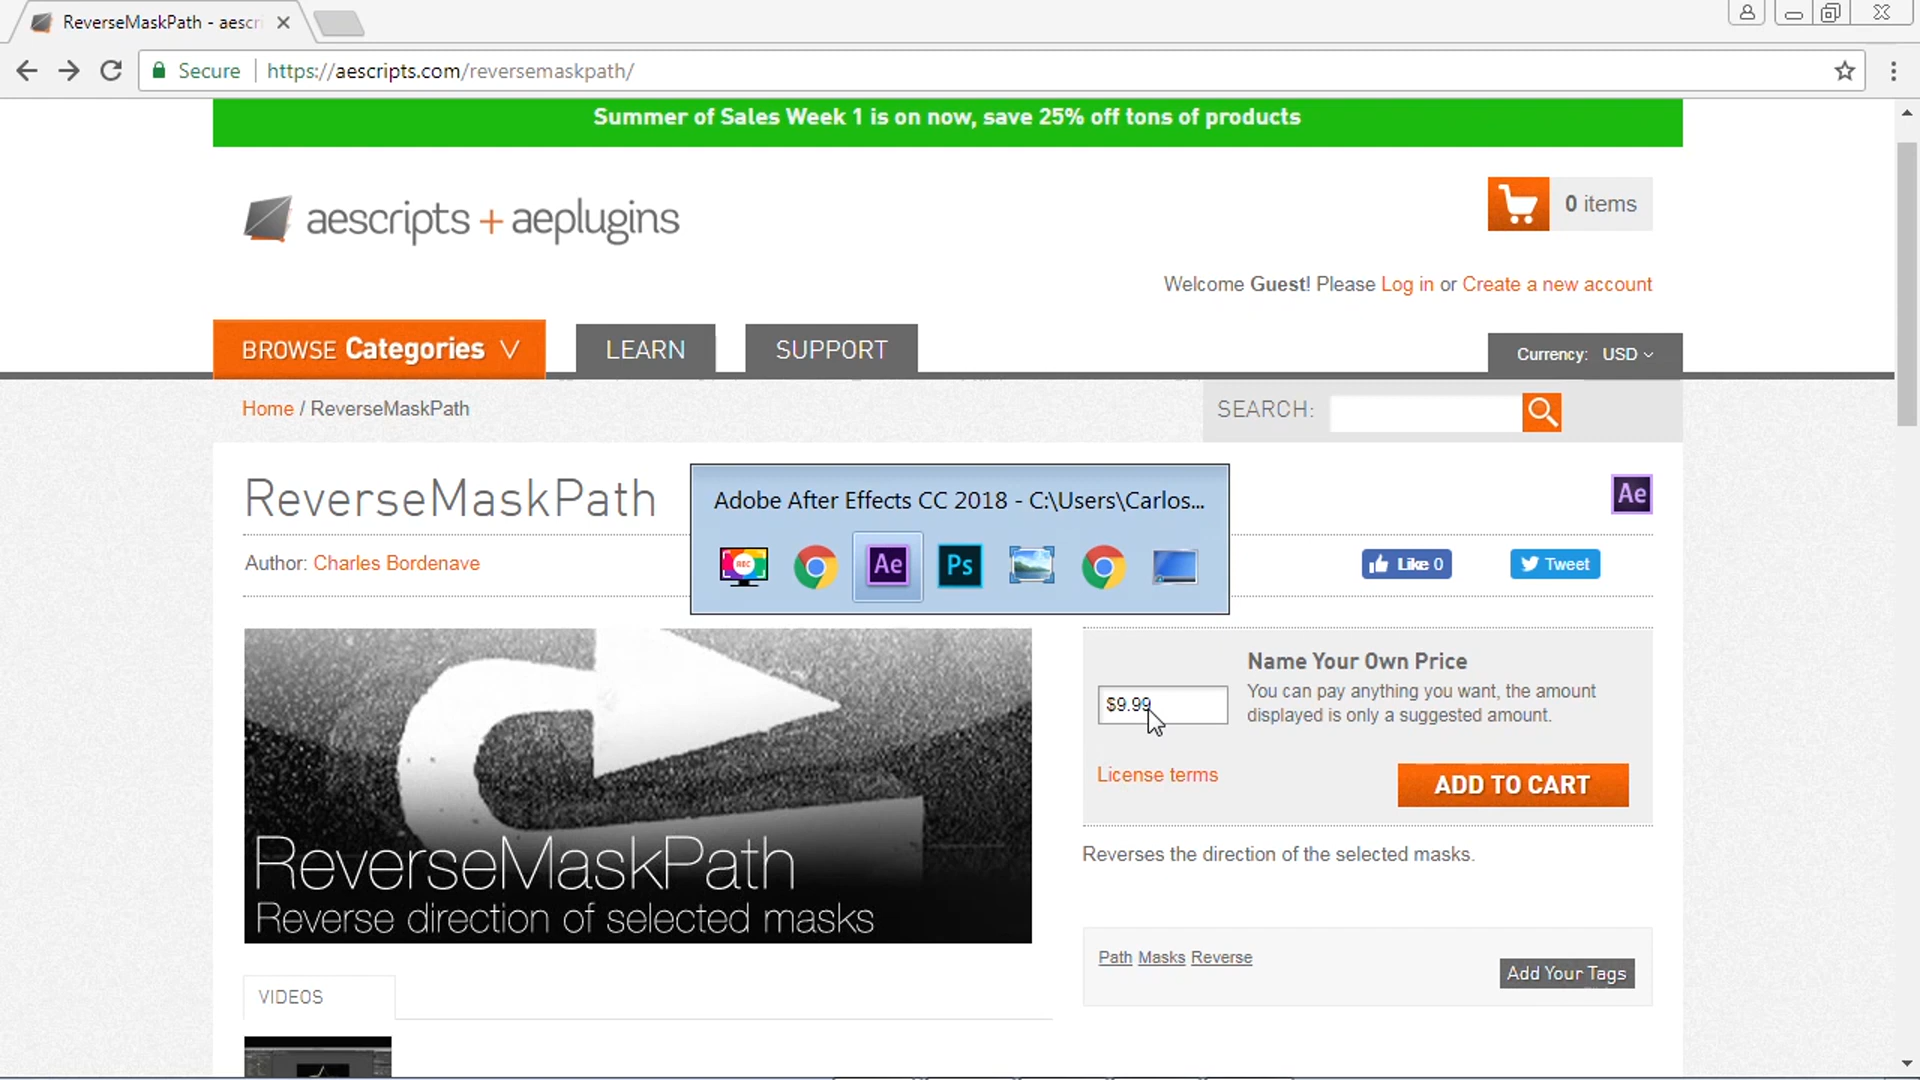 ReverseMaskPath - aescri
Secure
https://aescripts.com/reversemaskpath/
Summer of Sales Week 1 is on now, save 25% off tons of products
aescripts + aeplugins
0 items
Welcome Guest! Please Log in or Create a new account
BROWSE Categories
LEARN
SUPPORT
Currency: USD
Home / ReverseMaskPath
SEARCH:
ReverseMaskPath
Ae
Adobe After Effects CC 2018 - C:\Users\Carlos...
REC
Ae
Ps
Author: Charles Bordenave
Like 0
Tweet
Name Your Own Price
$9.99
You can pay anything you want, the amount
displayed is only a suggested amount.
License terms
ADD TO CART
ReverseMaskPath
Reverse direction of selected masks
Reverses the direction of the selected masks.
Path Masks Reverse
Add Your Tags
VIDEOS